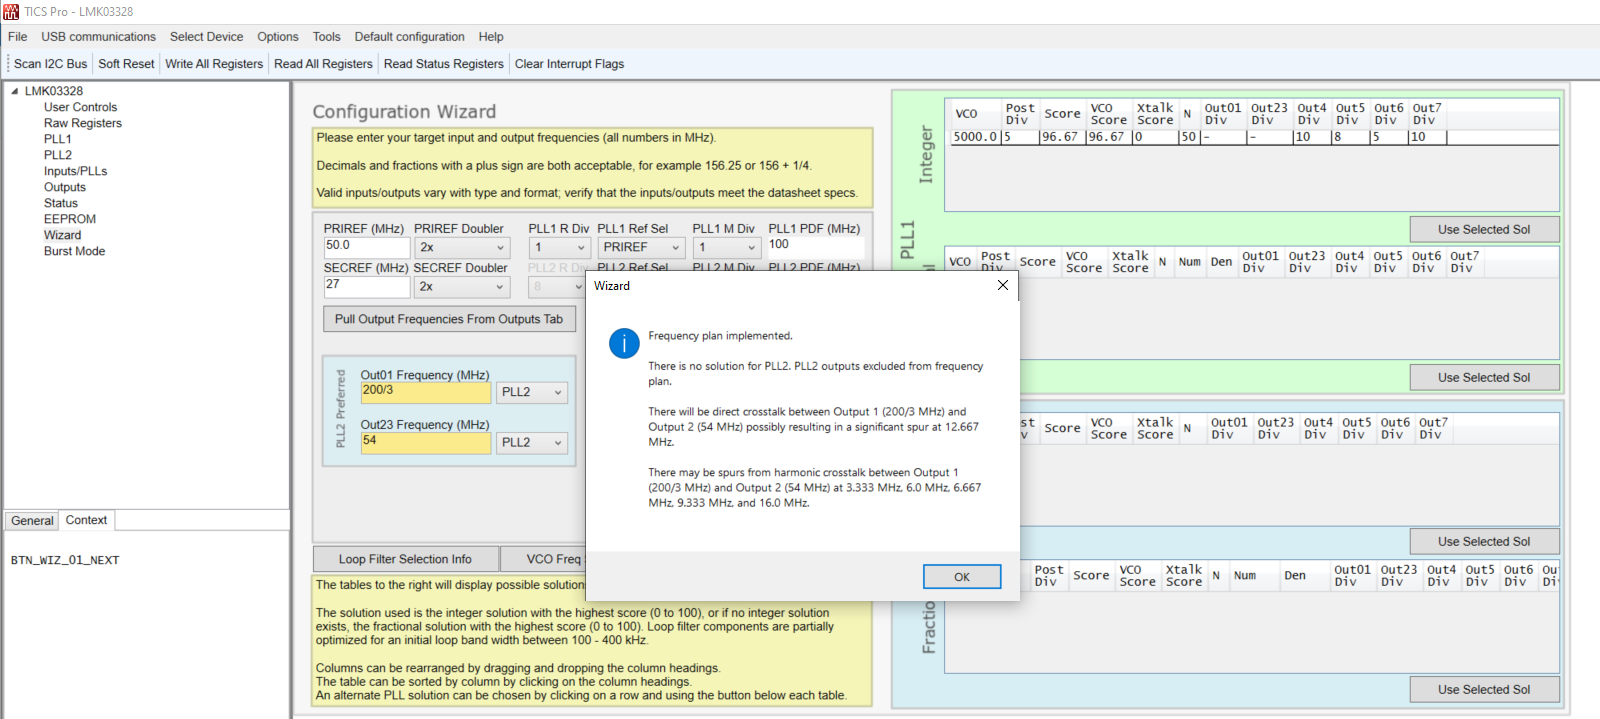 TICS Pro - LMK03328
File USB communications Select Device Options Tools Default configuration Help
Scan I2C Bus Soft Reset Write All Registers Read All Registers Read Status Registers Clear Interrupt Flags
LMK03328
User Controls
Raw Registers
PLL1
PLL2
Inputs/PLLs
Outputs
Status
EEPROM
Wizard
Burst Mode
General Context
BTN_WIZ_01_NEXT
Configuration Wizard
Please enter your target input and output frequencies (all numbers in MHz).
Decimals and fractions with a plus sign are both acceptable, for example 156.25 or 156 + 1/4.
Valid inputs/outputs vary with type and format; verify that the inputs/outputs meet the datasheet specs.
PRIREF (MHz) PRIREF Doubler PLL1 R Div PLL1 Ref Sel PLL1 M Div PLL1 PDF (MHz)
50.0 2x 1 PRIREF 1 100
SECREF (MHz) SECREF Doubler PLL2 R Div PLL2 Ref Sel PLL2 M Div PLL2 PDF (MHz)
27 2x 8
Pull Output Frequencies From Outputs Tab
PLL2 Preferred
Out01 Frequency (MHz)
200/3 PLL2
Out23 Frequency (MHz)
54 PLL2
Loop Filter Selection Info VCO Freq
The tables to the right will display possible solutions
The solution used is the integer solution with the highest score (0 to 100), or if no integer solution
exists, the fractional solution with the highest score (0 to 100). Loop filter components are partially
optimized for an initial loop band width between 100 - 400 kHz.
Columns can be rearranged by dragging and dropping the column headings.
The table can be sorted by column by clicking on the column headings.
An alternate PLL solution can be chosen by clicking on a row and using the button below each table.
Wizard
Frequency plan implemented.
There is no solution for PLL2. PLL2 outputs excluded from frequency
plan.
There will be direct crosstalk between Output 1 (200/3 MHz) and
Output 2 (54 MHz) possibly resulting in a significant spur at 12.667
MHz.
There may be spurs from harmonic crosstalk between Output 1
(200/3 MHz) and Output 2 (54 MHz) at 3.333 MHz, 6.0 MHz, 6.667
MHz, 9.333 MHz, and 16.0 MHz.
OK
PLL1
Integer
VCO Post Div Score VCO Score Xtalk Score N Out01 Div Out23 Div Out4 Div Out5 Div Out6 Div Out7 Div
5000.0 5 96.67 96.67 0 50 - - 10 8 5 10
Use Selected Sol
al
VCO Post Div Score VCO Score Xtalk Score N Num Den Out01 Div Out23 Div Out4 Div Out5 Div Out6 Div Out7 Div
Use Selected Sol
st v Score VCO Score Xtalk Score N Out01 Div Out23 Div Out4 Div Out5 Div Out6 Div Out7 Div
Use Selected Sol
Fractio
Post Div Score VCO Score Xtalk Score N Num Den Out01 Div Out23 Div Out4 Div Out5 Div Out6 Div Ou Di
Use Selected Sol